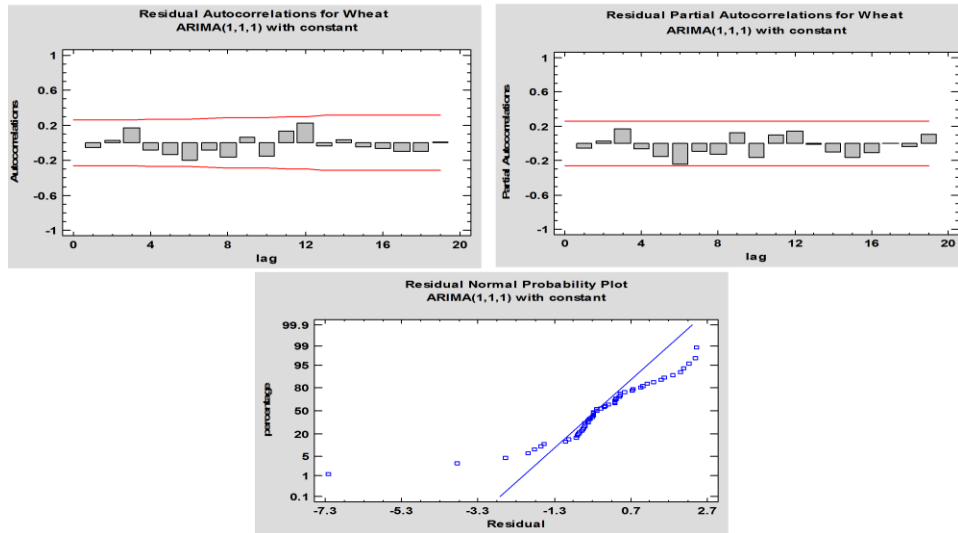 Residual Autocorrelations for Wheat
ARIMA(1,1,1) with constant
Autocorrelations
1
0.6
0.2
-0.2
-0.6
-1
0 4 8 12 16 20
lag
Residual Partial Autocorrelations for Wheat
ARIMA(1,1,1) with constant
Partial Autocorrelations
1
0.6
0.2
-0.2
-0.6
-1
0 4 8 12 16 20
lag
Residual Normal Probability Plot
ARIMA(1,1,1) with constant
percentage
99.9
99
95
80
50
20
5
1
0.1
-7.3 -5.3 -3.3 -1.3 0.7 2.7
Residual